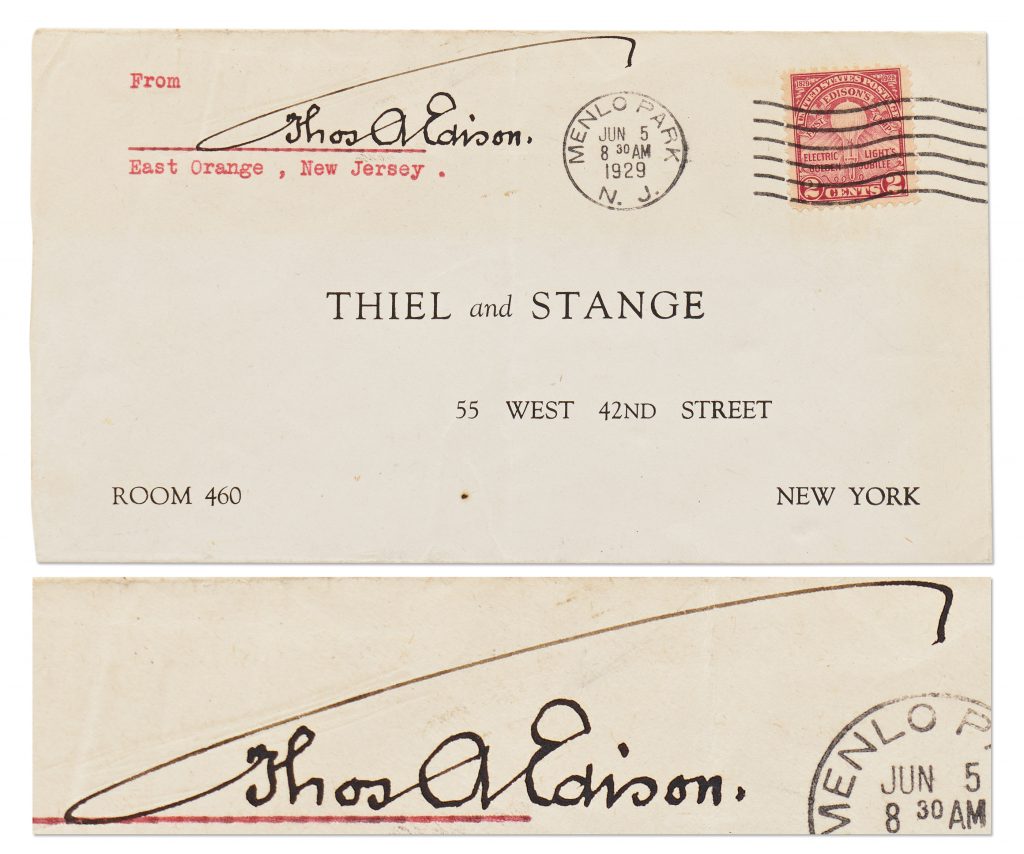 From
Thos A Edison.
East Orange , New Jersey .
MENLO PARK
JUN 5
8 30 AM
1929
N. J.
UNITED STATES POSTAGE
EDISON'S
ELECTRIC LIGHT'S
GOLDEN JUBILEE
2 CENTS 2
THIEL and STANGE
55 WEST 42ND STREET
ROOM 460 NEW YORK
Thos A Edison.
MENLO P
JUN 5
8 30 AM